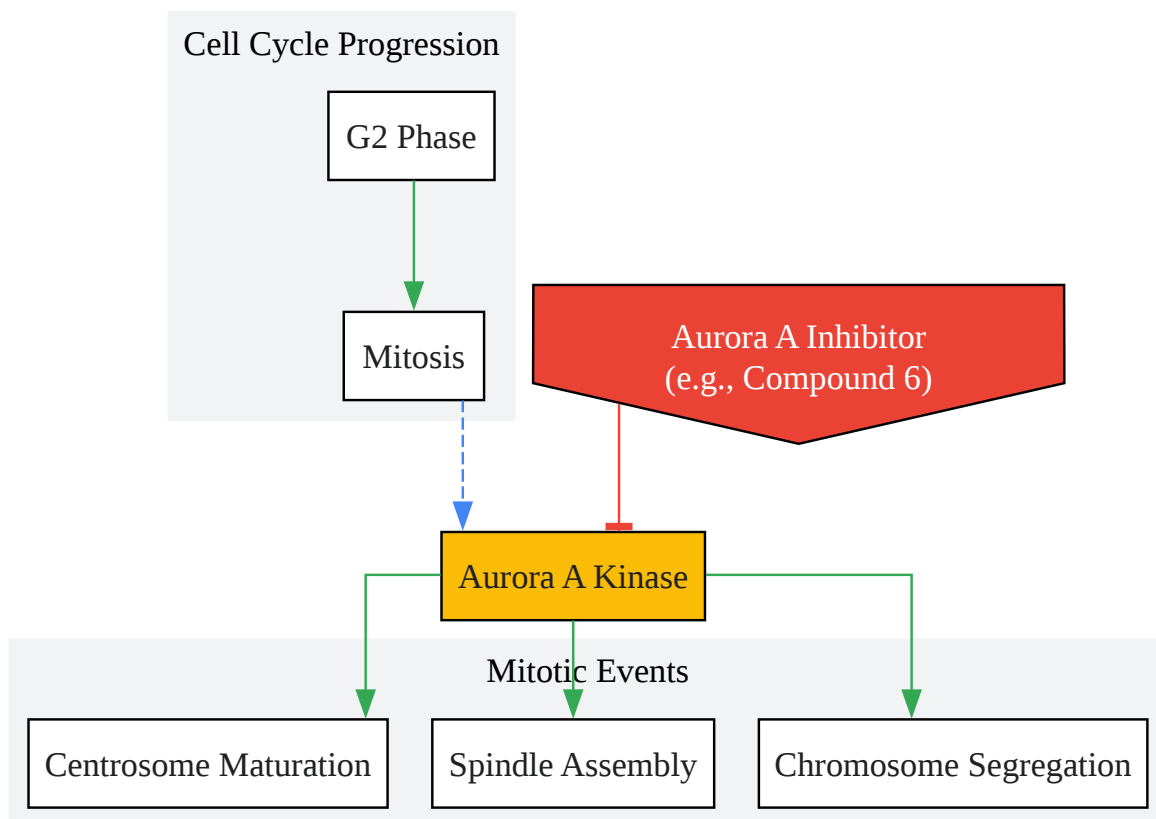 Cell Cycle Progression
G2 Phase
Mitosis
Aurora A Inhibitor
(e.g., Compound 6)
Aurora A Kinase
Mitotic Events
Centrosome Maturation
Spindle Assembly
Chromosome Segregation